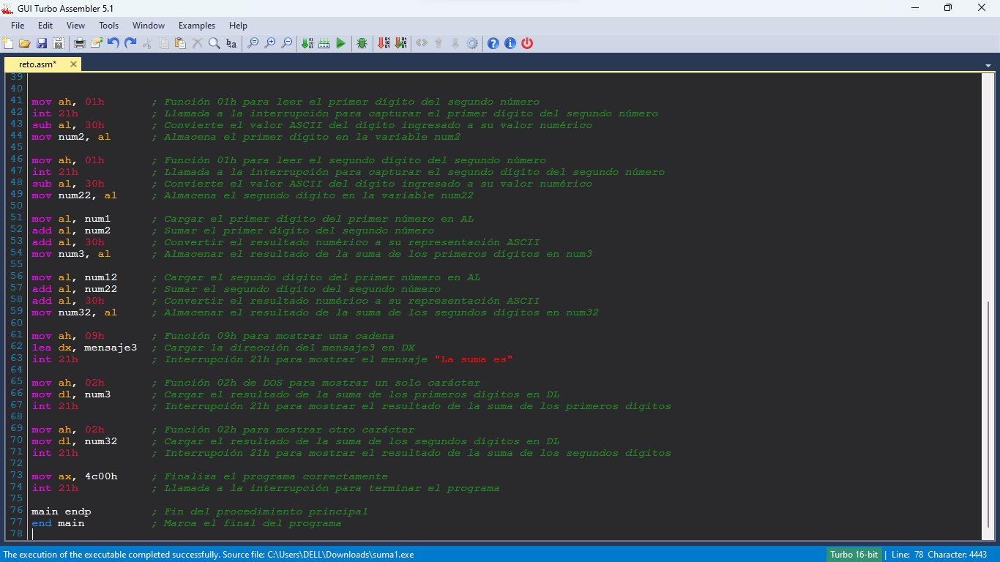 GUI Turbo Assembler 5.1
File Edit View Tools Window Examples Help
reto.asm*
39
40
41 mov ah, 01h ; Función 01h para leer el primer dígito del segundo número
42 int 21h ; Llamada a la interrupción para capturar el primer dígito del segundo número
43 sub al, 30h ; Convierte el valor ASCII del dígito ingresado a su valor numérico
44 mov num2, al ; Almacena el primer dígito en la variable num2
45
46 mov ah, 01h ; Función 01h para leer el segundo dígito del segundo número
47 int 21h ; Llamada a la interrupción para capturar el segundo dígito del segundo número
48 sub al, 30h ; Convierte el valor ASCII del dígito ingresado a su valor numérico
49 mov num22, al ; Almacena el segundo dígito en la variable num22
50
51 mov al, num1 ; Cargar el primer dígito del primer número en AL
52 add al, num2 ; Sumar el primer dígito del segundo número
53 add al, 30h ; Convertir el resultado numérico a su representación ASCII
54 mov num3, al ; Almacenar el resultado de la suma de los primeros dígitos en num3
55
56 mov al, num12 ; Cargar el segundo dígito del primer número en AL
57 add al, num22 ; Sumar el segundo dígito del segundo número
58 add al, 30h ; Convertir el resultado numérico a su representación ASCII
59 mov num32, al ; Almacenar el resultado de la suma de los segundos dígitos en num32
60
61 mov ah, 09h ; Función 09h para mostrar una cadena
62 lea dx, mensaje3 ; Cargar la dirección del mensaje3 en DX
63 int 21h ; Interrupción 21h para mostrar el mensaje "La suma es"
64
65 mov ah, 02h ; Función 02h de DOS para mostrar un solo carácter
66 mov dl, num3 ; Cargar el resultado de la suma de los primeros dígitos en DL
67 int 21h ; Interrupción 21h para mostrar el resultado de la suma de los primeros dígitos
68
69 mov ah, 02h ; Función 02h para mostrar otro carácter
70 mov dl, num32 ; Cargar el resultado de la suma de los segundos dígitos en DL
71 int 21h ; Interrupción 21h para mostrar el resultado de la suma de los segundos dígitos
72
73 mov ax, 4c00h ; Finaliza el programa correctamente
74 int 21h ; Llamada a la interrupción para terminar el programa
75
76 main endp ; Fin del procedimiento principal
77 end main ; Marca el final del programa
78
The execution of the executable completed successfully. Source file: C:\Users\DELL\Downloads\suma1.exe Turbo 16-bit | Line: 78 Character: 4443